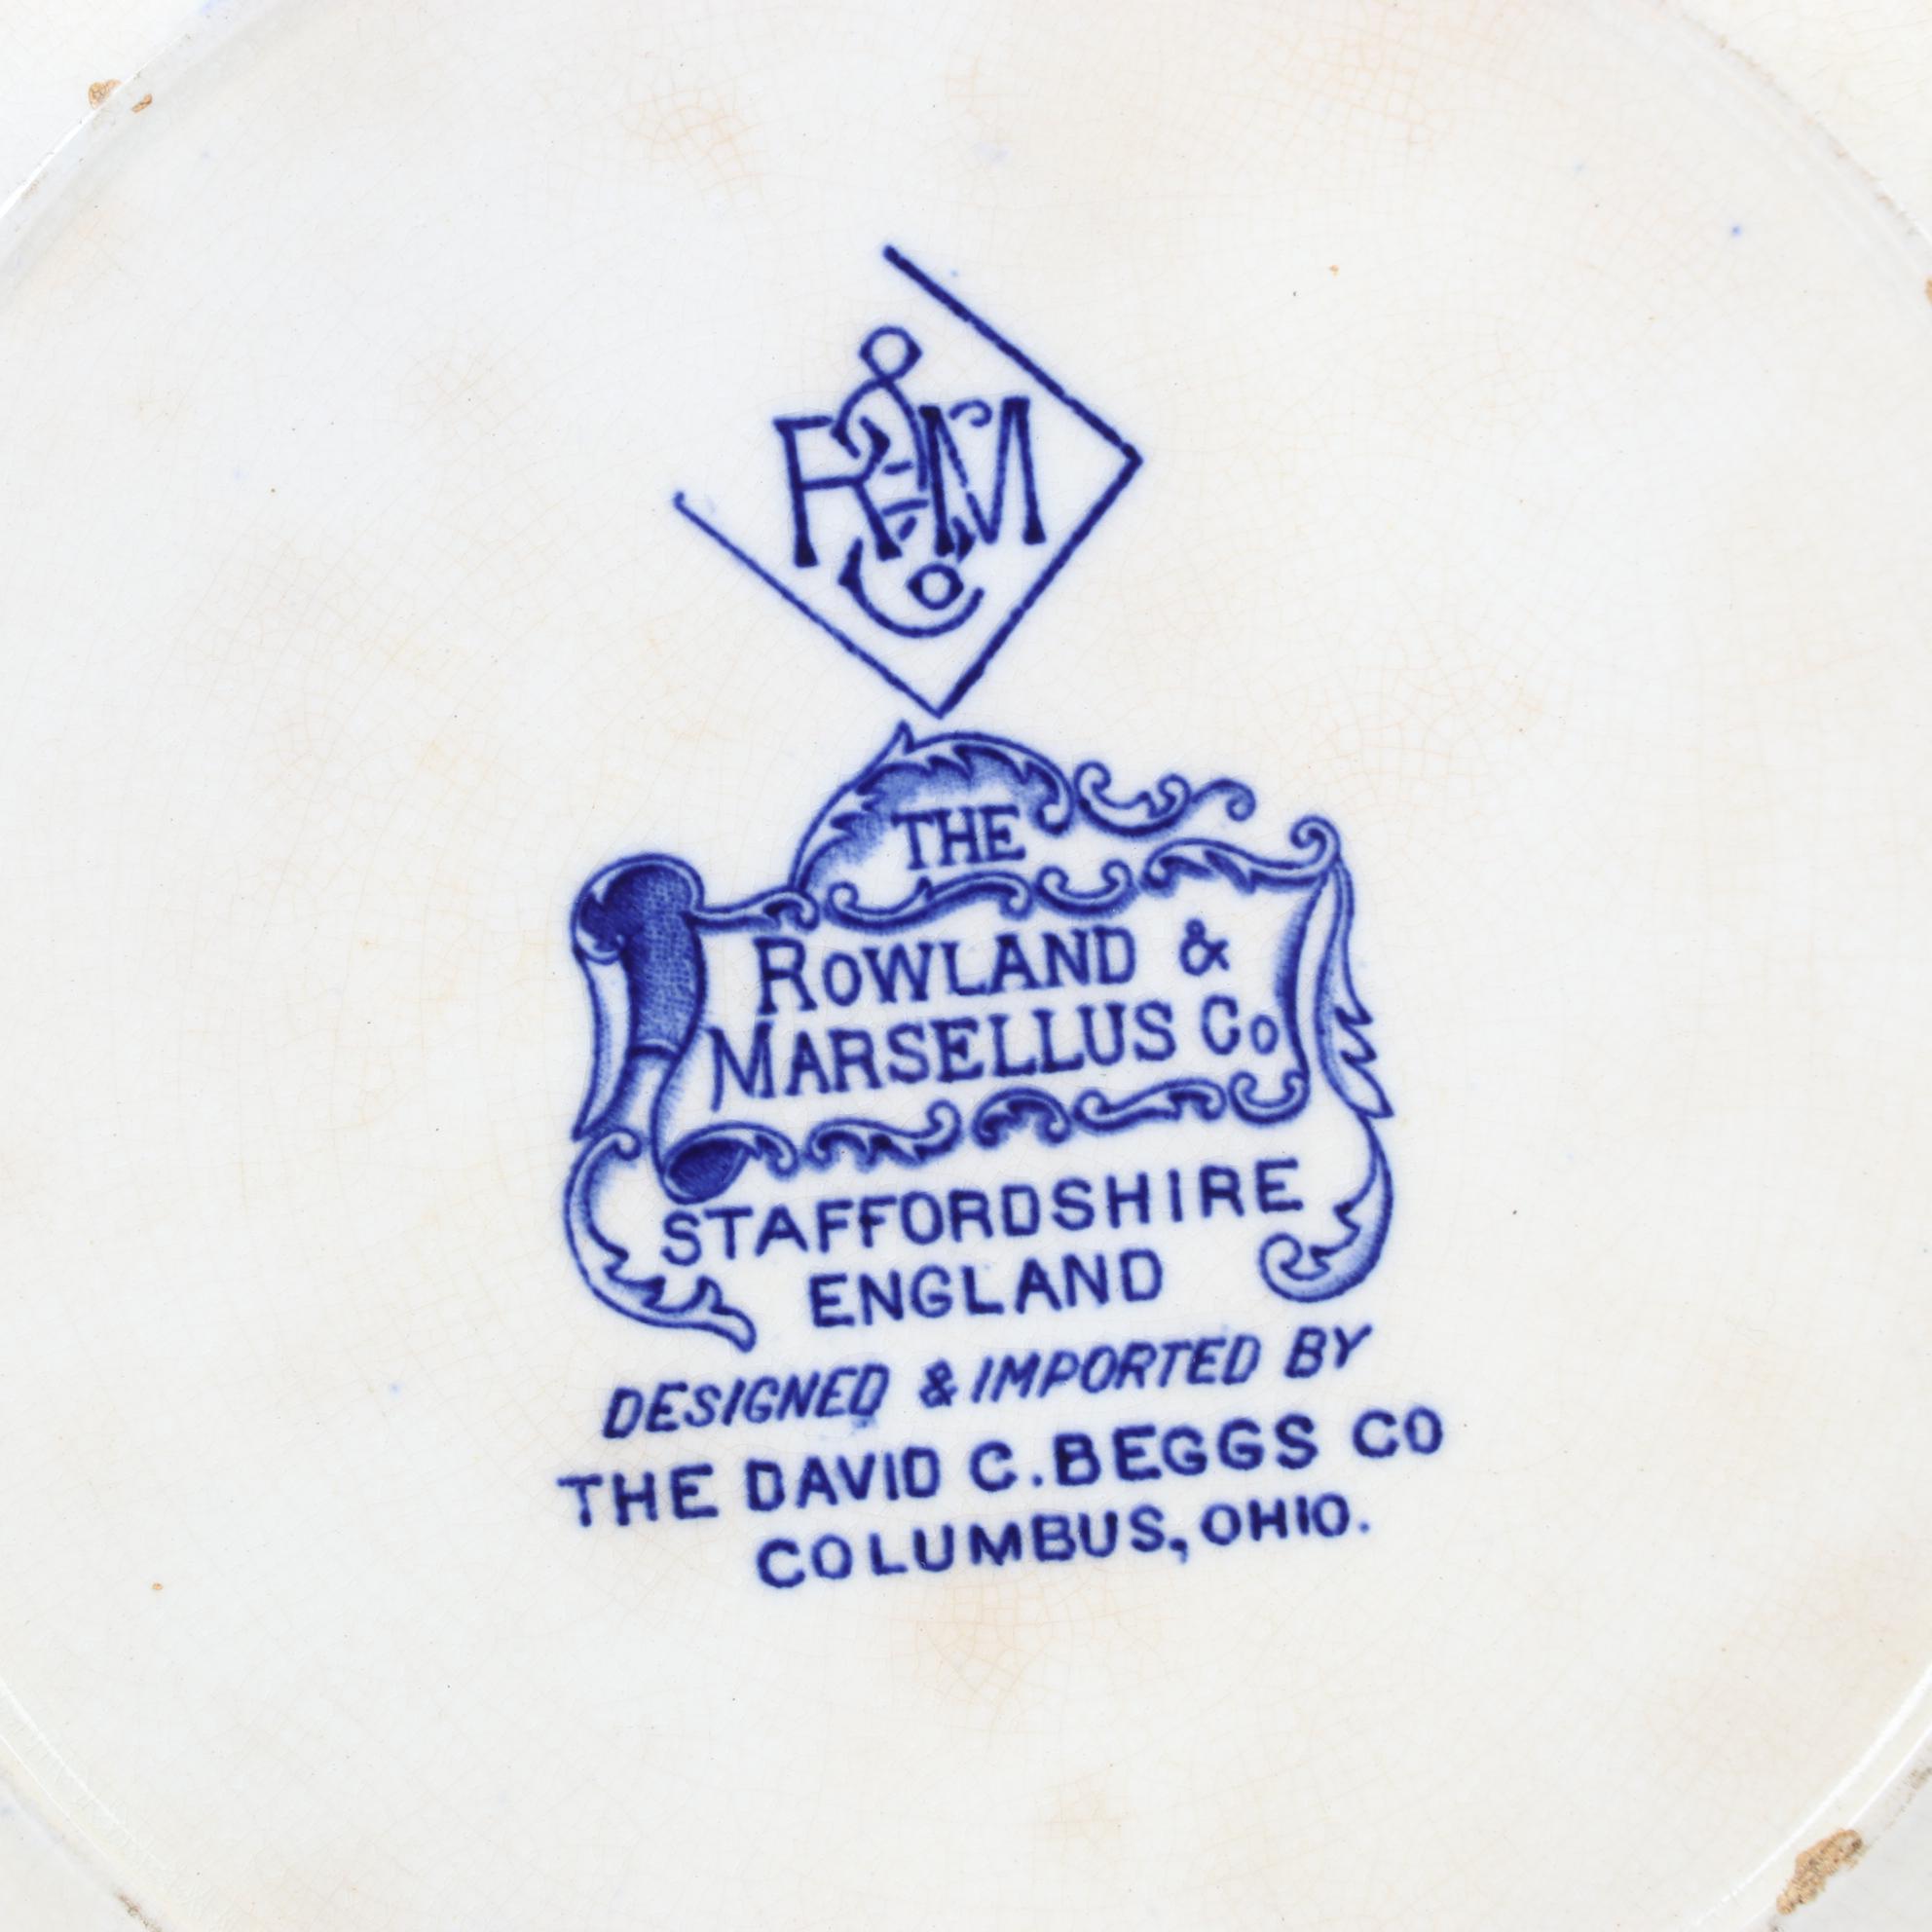 R & M Co
THE
ROWLAND &
MARSELLUS Co
STAFFORDSHIRE
ENGLAND
DESIGNED & IMPORTED BY
THE DAVID C. BEGGS CO
COLUMBUS, OHIO.